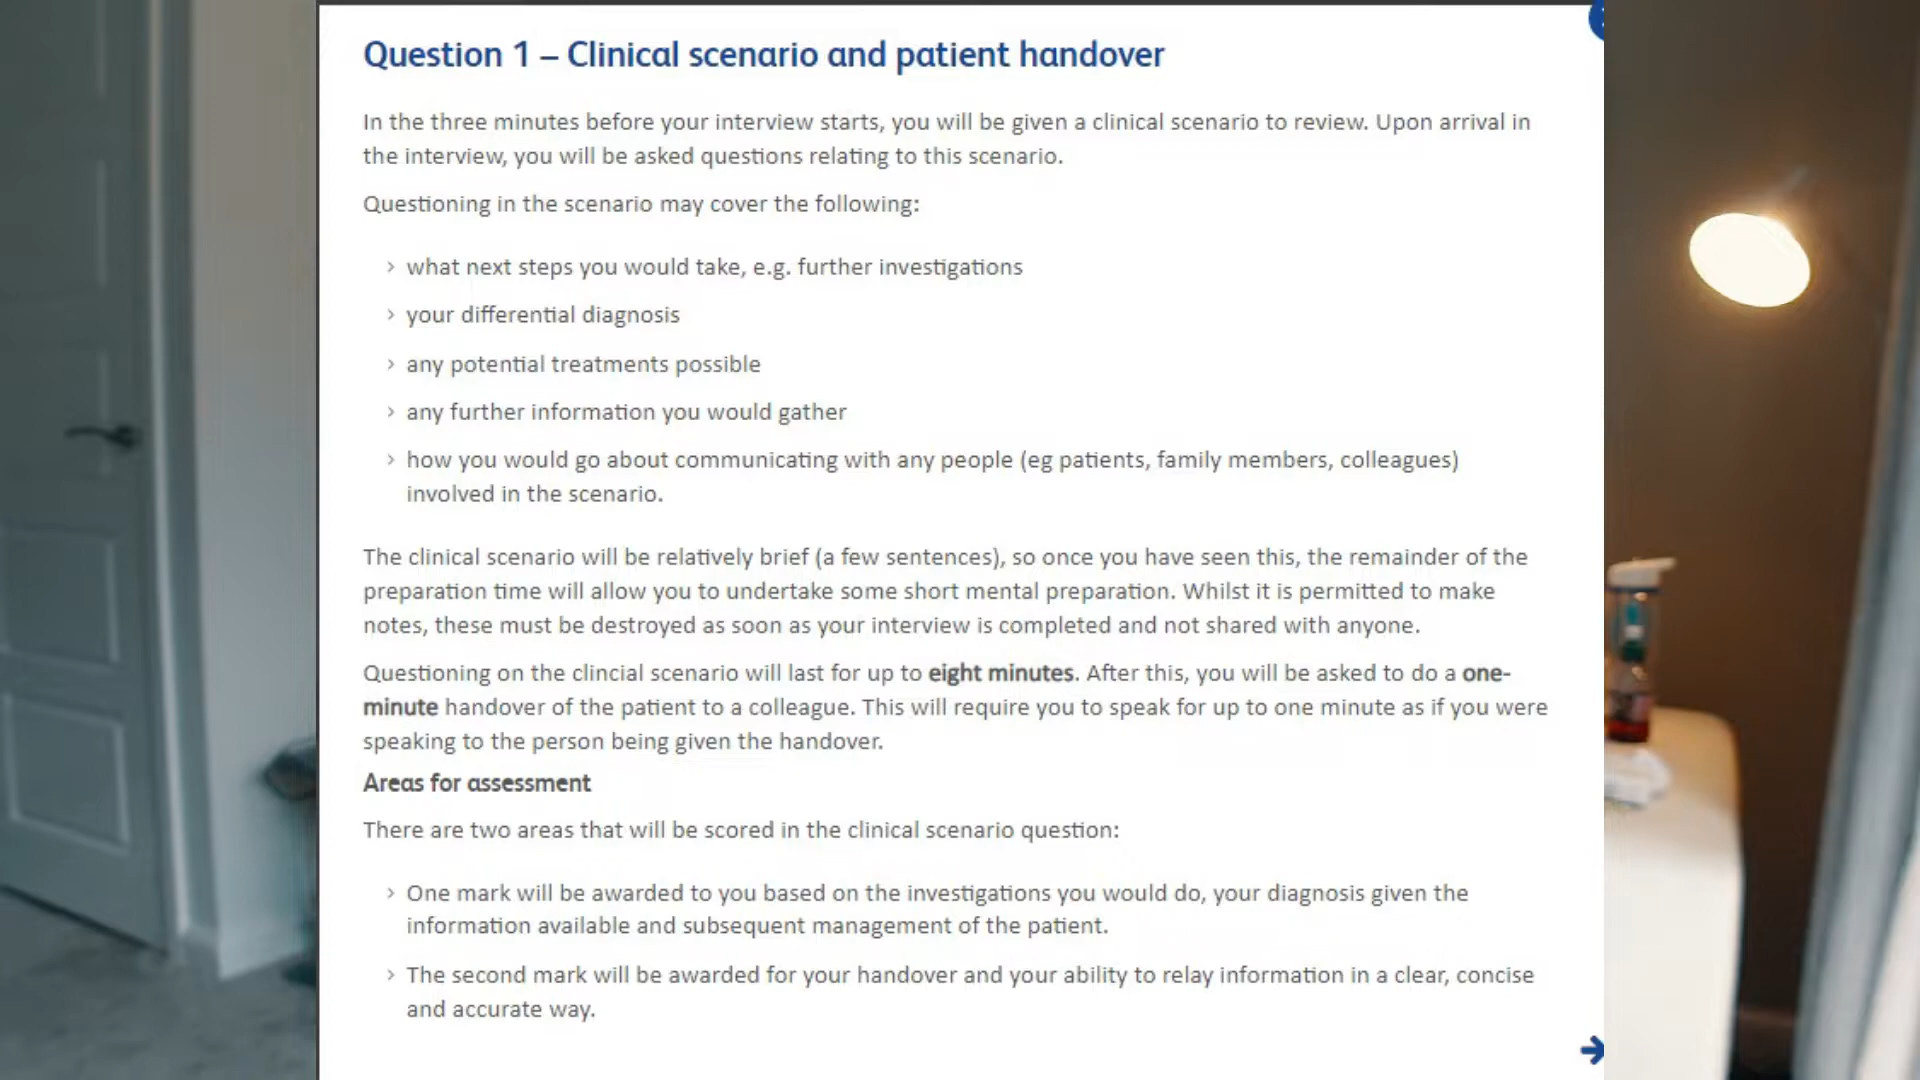 Question 1 – Clinical scenario and patient handover
In the three minutes before your interview starts, you will be given a clinical scenario to review. Upon arrival in
the interview, you will be asked questions relating to this scenario.
Questioning in the scenario may cover the following:
› what next steps you would take, e.g. further investigations
› your differential diagnosis
› any potential treatments possible
› any further information you would gather
› how you would go about communicating with any people (eg patients, family members, colleagues)
involved in the scenario.
The clinical scenario will be relatively brief (a few sentences), so once you have seen this, the remainder of the
preparation time will allow you to undertake some short mental preparation. Whilst it is permitted to make
notes, these must be destroyed as soon as your interview is completed and not shared with anyone.
Questioning on the clincial scenario will last for up to eight minutes. After this, you will be asked to do a one-
minute handover of the patient to a colleague. This will require you to speak for up to one minute as if you were
speaking to the person being given the handover.
Areas for assessment
There are two areas that will be scored in the clinical scenario question:
› One mark will be awarded to you based on the investigations you would do, your diagnosis given the
information available and subsequent management of the patient.
› The second mark will be awarded for your handover and your ability to relay information in a clear, concise
and accurate way.